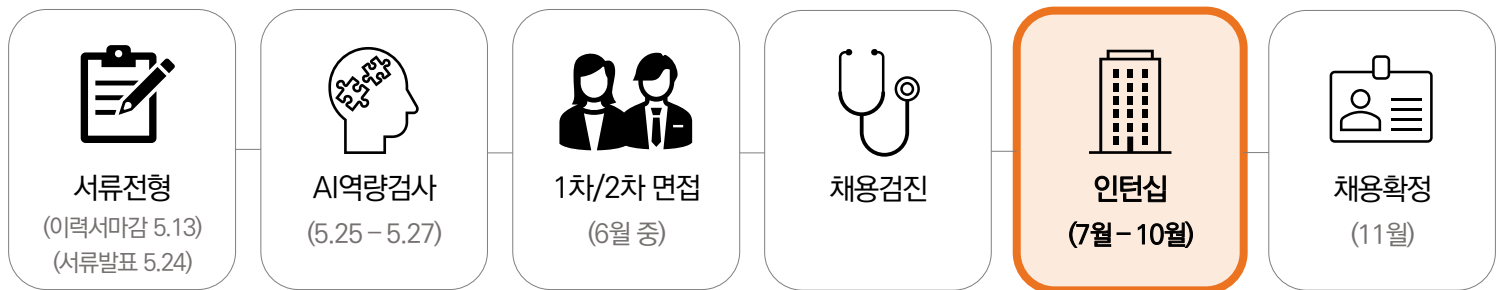 서류전형
(이력서마감 5.13)
(서류발표 5.24)
AI역량검사
(5.25 – 5.27)
1차/2차 면접
(6월 중)
채용검진
인턴십
(7월 – 10월)
채용확정
(11월)